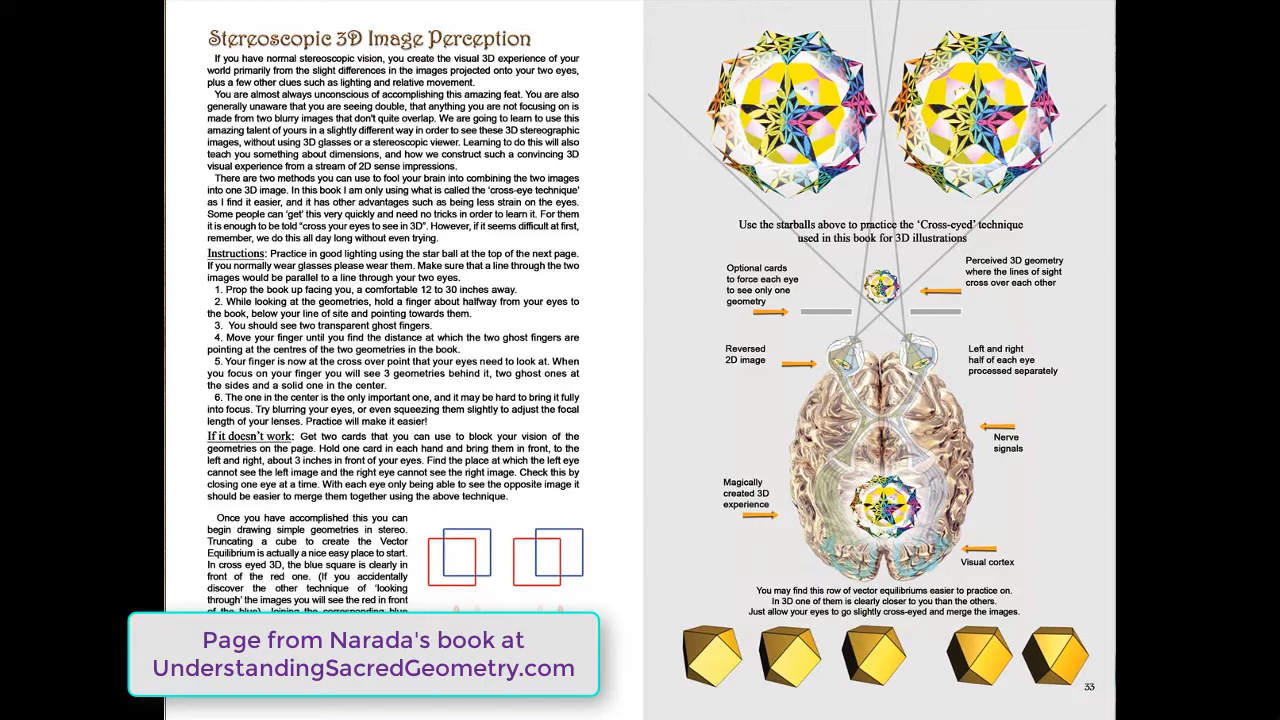 Stereoscopic 3D Image Perception
If you have normal stereoscopic vision, you create the visual 3D experience of your
world primarily from the slight differences in the images projected onto your two eyes,
plus a few other clues such as lighting and relative movement.
You are almost always unconscious of accomplishing this amazing feat. You are also
generally unaware that you are seeing double, that anything you are not focusing on is
made from two blurry images that don't quite overlap. We are going to learn to use this
amazing talent of yours in a slightly different way in order to see these 3D stereographic
images, without using 3D glasses or a stereoscopic viewer. Learning to do this will also
teach you something about dimensions, and how we construct such a convincing 3D
visual experience from a stream of 2D sense impressions.
There are two methods you can use to fool your brain into combining the two images
into one 3D image. In this book I am only using what is called the 'cross-eye technique'
as I find it easier, and it has other advantages such as being less strain on the eyes.
Some people can 'get' this very quickly and need no tricks in order to learn it. For them
it is enough to be told "cross your eyes to see in 3D". However, if it seems difficult at first,
remember, we do this all day long without even trying.
Instructions: Practice in good lighting using the star ball at the top of the next page.
If you normally wear glasses please wear them. Make sure that a line through the two
images would be parallel to a line through your two eyes.
1. Prop the book up facing you, a comfortable 12 to 30 inches away.
2. While looking at the geometries, hold a finger about halfway from your eyes to
the book, below your line of site and pointing towards them.
3. You should see two transparent ghost fingers.
4. Move your finger until you find the distance at which the two ghost fingers are
pointing at the centres of the two geometries in the book.
5. Your finger is now at the cross over point that your eyes need to look at. When
you focus on your finger you will see 3 geometries behind it, two ghost ones at
the sides and a solid one in the center.
6. The one in the center is the only important one, and it may be hard to bring it fully
into focus. Try blurring your eyes, or even squeezing them slightly to adjust the focal
length of your lenses. Practice will make it easier!
If it doesn't work: Get two cards that you can use to block your vision of the
geometries on the page. Hold one card in each hand and bring them in front, to the
left and right, about 3 inches in front of your eyes. Find the place at which the left eye
cannot see the left image and the right eye cannot see the right image. Check this by
closing one eye at a time. With each eye only being able to see the opposite image it
should be easier to merge them together using the above technique.
Once you have accomplished this you can
begin drawing simple geometries in stereo.
Truncating a cube to create the Vector
Equilibrium is actually a nice easy place to start.
In cross eyed 3D, the blue square is clearly in
front of the red one. (If you accidentally
discover the other technique of 'looking
through' the images you will see the red in front
of the blue). Joining the corresponding blue
Page from Narada's book at
UnderstandingSacredGeometry.com
Use the starballs above to practice the 'Cross-eyed' technique
used in this book for 3D illustrations
Optional cards
to force each eye
to see only one
geometry
Perceived 3D geometry
where the lines of sight
cross over each other
Reversed
2D image
Left and right
half of each eye
processed separately
Nerve
signals
Magically
created 3D
experience
Visual cortex
You may find this row of vector equilibriums easier to practice on.
In 3D one of them is clearly closer to you than the others.
Just allow your eyes to go slightly cross-eyed and merge the images.
33